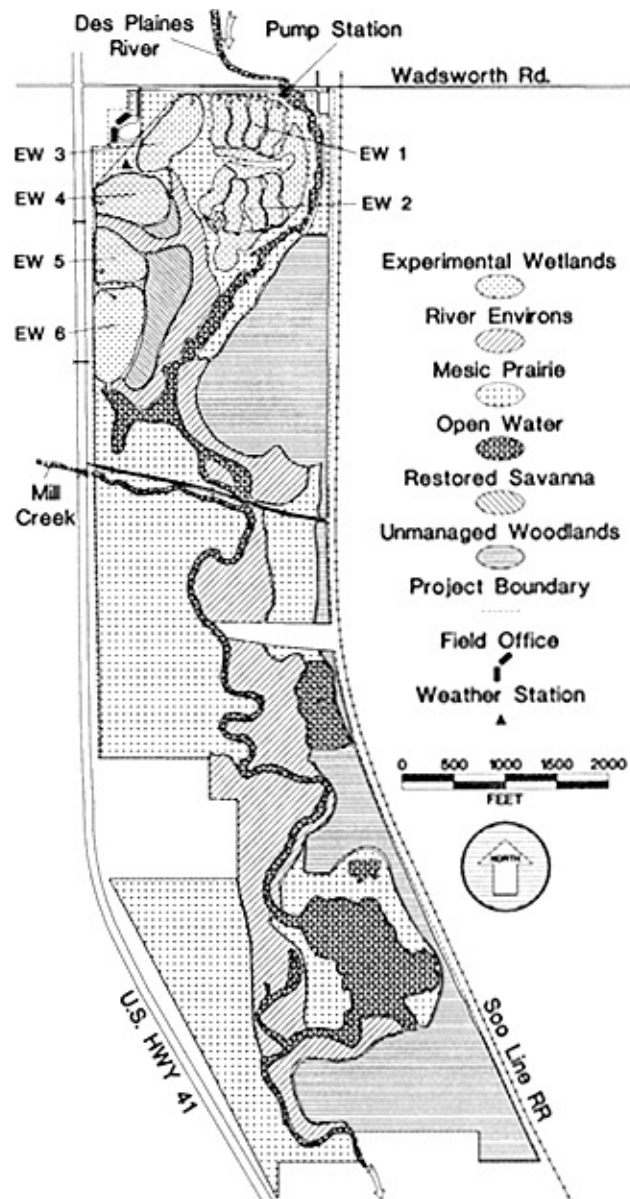 Des Plaines
River
Pump Station
Wadsworth Rd.
EW 3
EW 1
EW 4
EW 2
EW 5
EW 6
Experimental Wetlands
River Environs
Mesic Prairie
Open Water
Restored Savanna
Unmanaged Woodlands
Project Boundary
Field Office
Weather Station
Mill
Creek
0 500 1000 1500 2000
FEET
NORTH
U.S. HWY 41
Soo Line RR